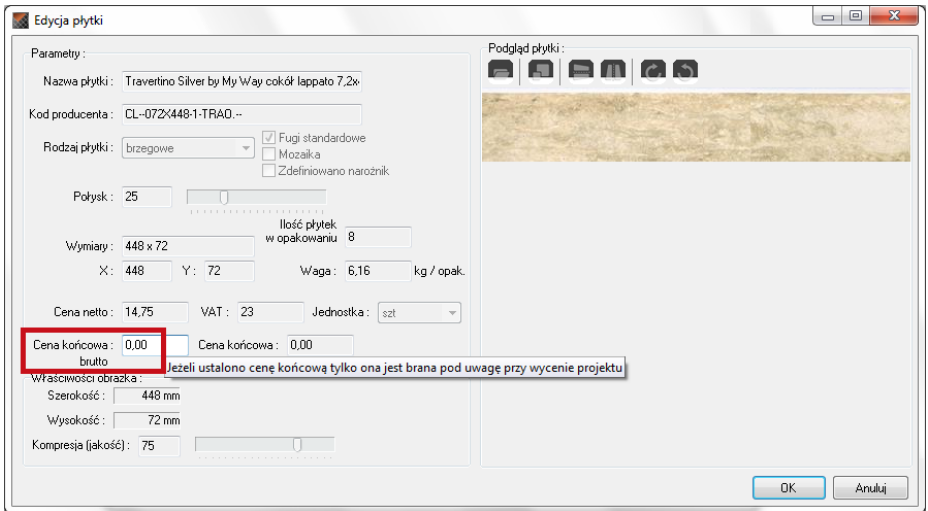 Edycja płytki
Parametry :
Nazwa płytki : Travertino Silver by My Way cokół lappato 7,2x
Kod producenta : CL--072X448-1-TRAO.--
Rodzaj płytki : brzegowe
Fugi standardowe
Mozaika
Zdefiniowano narożnik
Połysk : 25
Ilość płytek
w opakowaniu 8
Wymiary : 448 x 72
X : 448 Y : 72 Waga : 6,16 kg / opak.
Cena netto : 14,75 VAT : 23 Jednostka : szt
Cena końcowa : 0,00 Cena końcowa : 0,00
brutto
Jeżeli ustalono cenę końcową tylko ona jest brana pod uwagę przy wycenie projektu
Właściwości obrazka :
Szerokość : 448 mm
Wysokość : 72 mm
Kompresja (jakość) : 75
Podgląd płytki :
OK Anuluj